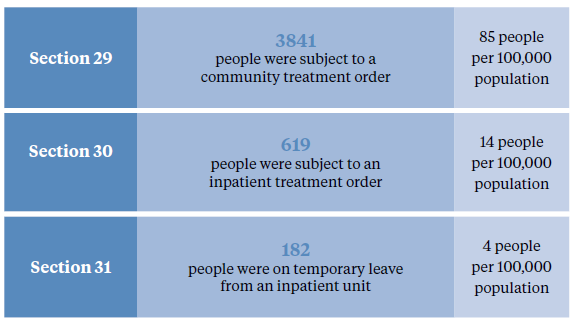 Section 29
3841
people were subject to a
community treatment order
85 people
per 100,000
population
Section 30
619
people were subject to an
inpatient treatment order
14 people
per 100,000
population
Section 31
182
people were on temporary leave
from an inpatient unit
4 people
per 100,000
population